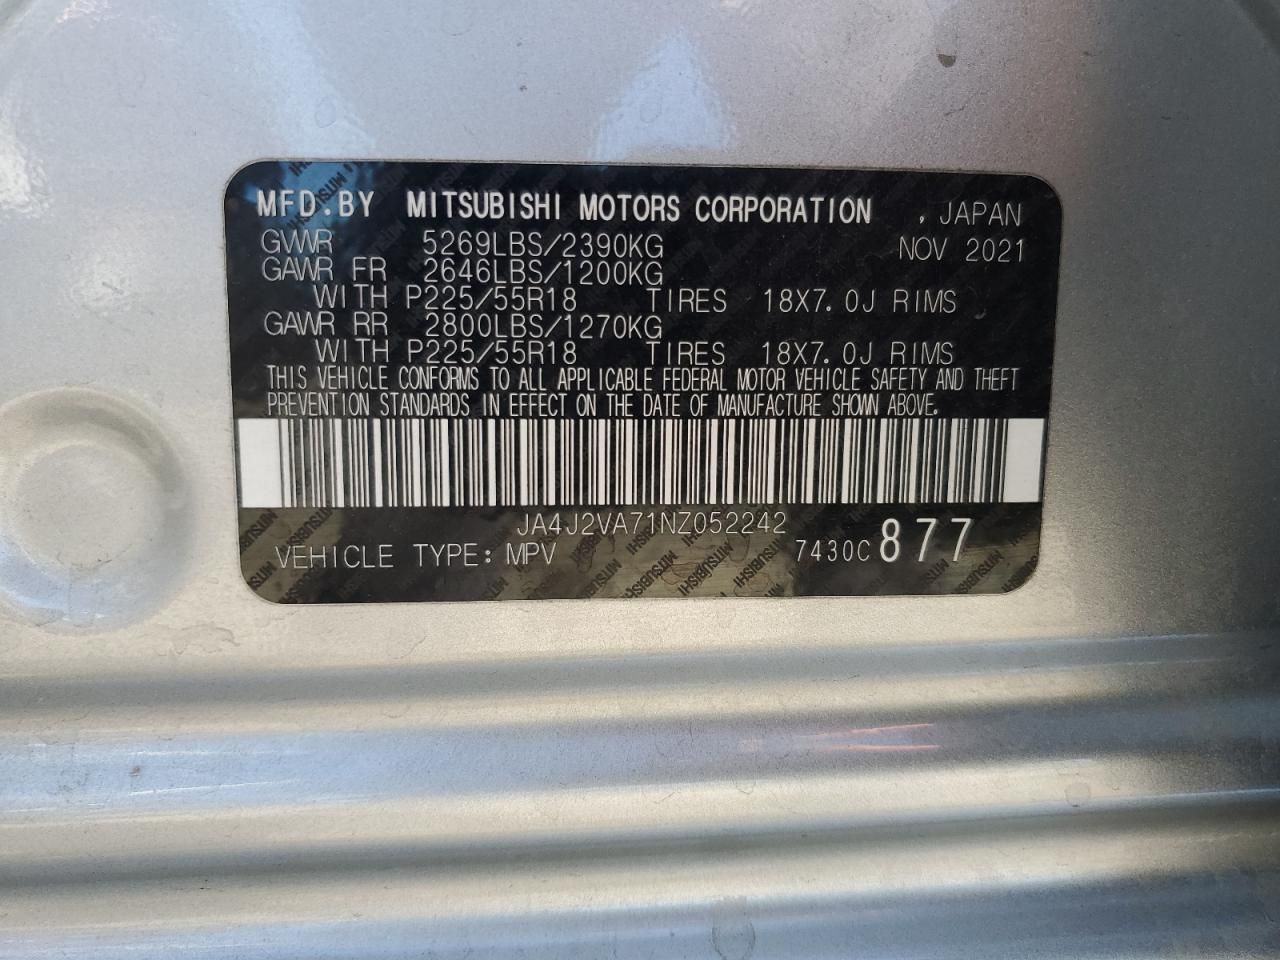 MFD.BY MITSUBISHI MOTORS CORPORATION , JAPAN
GVWR 5269LBS/2390KG NOV 2021
GAWR FR 2646LBS/1200KG
WITH P225/55R18 TIRES 18X7.0J RIMS
GAWR RR 2800LBS/1270KG
WITH P225/55R18 TIRES 18X7.0J RIMS
THIS VEHICLE CONFORMS TO ALL APPLICABLE FEDERAL MOTOR VEHICLE SAFETY AND THEFT
PREVENTION STANDARDS IN EFFECT ON THE DATE OF MANUFACTURE SHOWN ABOVE.
JA4J2VA71NZ052242
VEHICLE TYPE: MPV 7430C 877